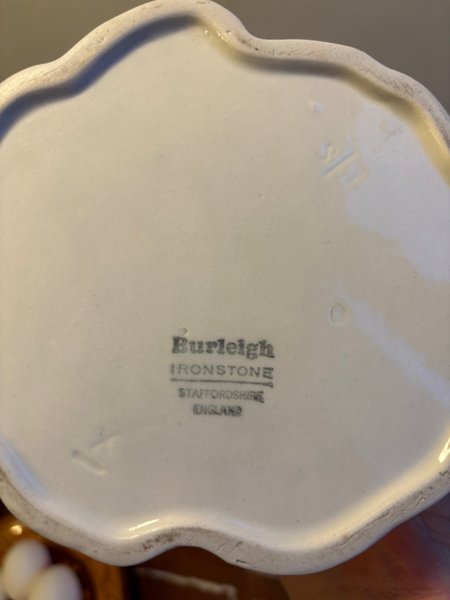 Burleigh
IRONSTONE
STAFFORDSHIRE
ENGLAND